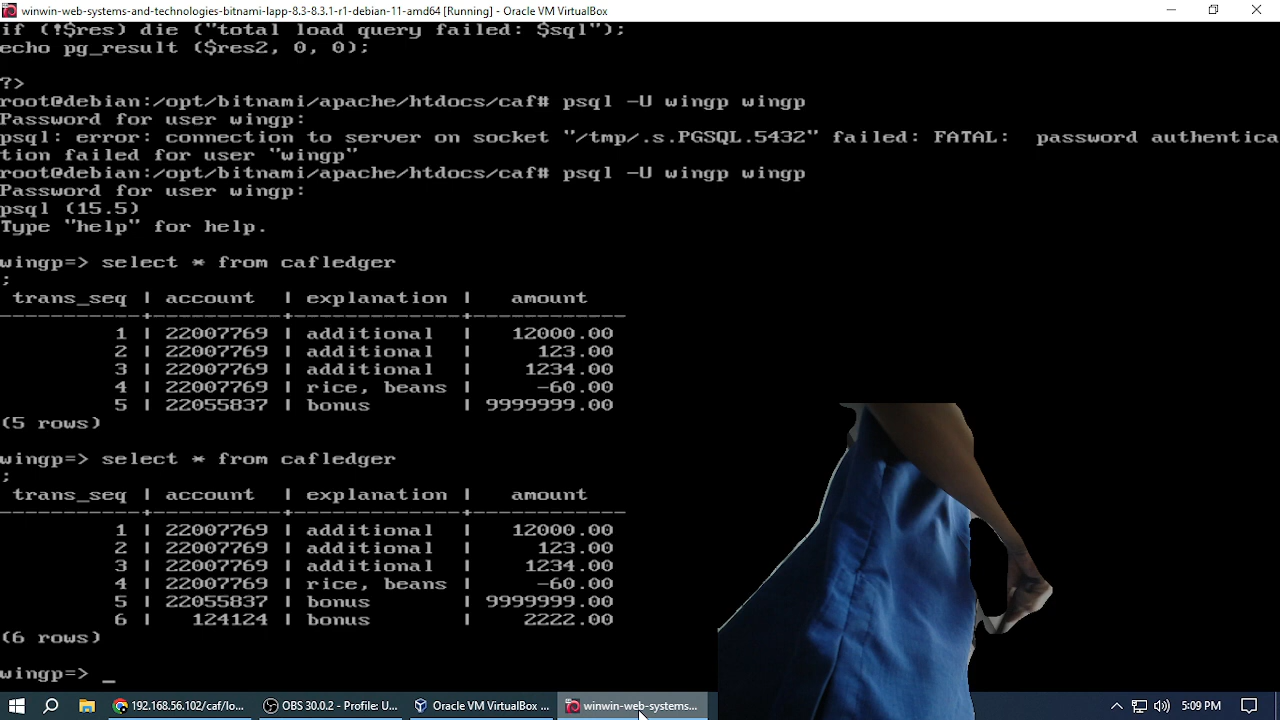 winwin-web-systems-and-technologies-bitnami-lapp-8.3-8.3.1-r1-debian-11-amd64 [Running] - Oracle VM VirtualBox
if (!$res) die ("total load query failed: $sql");
echo pg_result ($res2, 0, 0);
?>
root@debian:/opt/bitnami/apache/htdocs/caf# psql -U wingp wingp
Password for user wingp:
psql: error: connection to server on socket "/tmp/.s.PGSQL.5432" failed: FATAL:  password authentica
tion failed for user "wingp"
root@debian:/opt/bitnami/apache/htdocs/caf# psql -U wingp wingp
Password for user wingp:
psql (15.5)
Type "help" for help.
wingp=> select * from cafledger
;
 trans_seq | account  | explanation |  amount
-----------+----------+-------------+------------
         1 | 22007769 | additional  |   12000.00
         2 | 22007769 | additional  |     123.00
         3 | 22007769 | additional  |    1234.00
         4 | 22007769 | rice, beans |     -60.00
         5 | 22055837 | bonus       | 9999999.00
(5 rows)
wingp=> select * from cafledger
;
 trans_seq | account  | explanation |  amount
-----------+----------+-------------+------------
         1 | 22007769 | additional  |   12000.00
         2 | 22007769 | additional  |     123.00
         3 | 22007769 | additional  |    1234.00
         4 | 22007769 | rice, beans |     -60.00
         5 | 22055837 | bonus       | 9999999.00
         6 |   124124 | bonus       |    2222.00
(6 rows)
wingp=> _
192.168.56.102/caf/lo... OBS 30.0.2 - Profile: U... Oracle VM VirtualBox ... winwin-web-systems... 5:09 PM